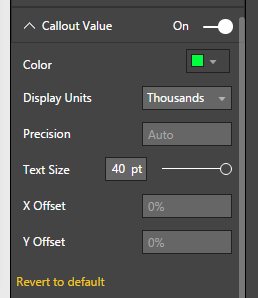 Callout Value On
Color
Display Units Thousands
Precision Auto
Text Size 40 pt
X Offset 0%
Y Offset 0%
Revert to default